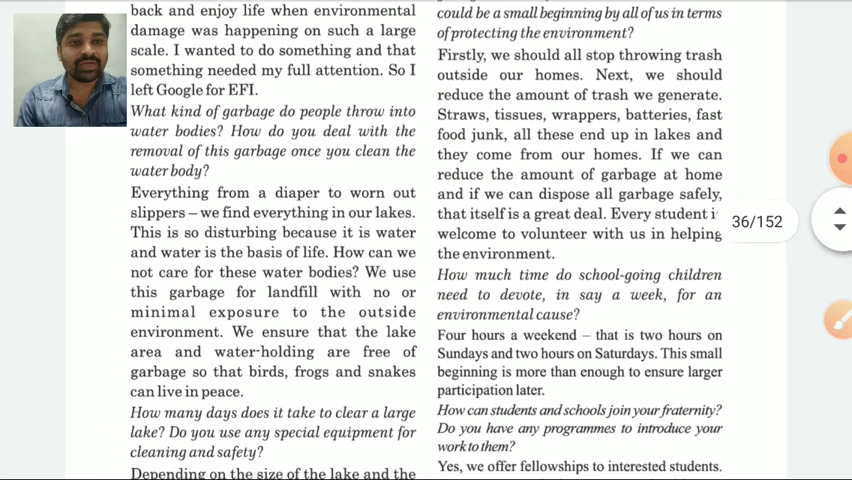 back and enjoy life when environmental
damage was happening on such a large
scale. I wanted to do something and that
something needed my full attention. So I
left Google for EFI.
What kind of garbage do people throw into
water bodies? How do you deal with the
removal of this garbage once you clean the
water body?
Everything from a diaper to worn out
slippers – we find everything in our lakes.
This is so disturbing because it is water
and water is the basis of life. How can we
not care for these water bodies? We use
this garbage for landfill with no or
minimal exposure to the outside
environment. We ensure that the lake
area and water-holding are free of
garbage so that birds, frogs and snakes
can live in peace.
How many days does it take to clear a large
lake? Do you use any special equipment for
cleaning and safety?
Depending on the size of the lake and the
could be a small beginning by all of us in terms
of protecting the environment?
Firstly, we should all stop throwing trash
outside our homes. Next, we should
reduce the amount of trash we generate.
Straws, tissues, wrappers, batteries, fast
food junk, all these end up in lakes and
they come from our homes. If we can
reduce the amount of garbage at home
and if we can dispose all garbage safely,
that itself is a great deal. Every student i
welcome to volunteer with us in helping
the environment.
How much time do school-going children
need to devote, in say a week, for an
environmental cause?
Four hours a weekend – that is two hours on
Sundays and two hours on Saturdays. This small
beginning is more than enough to ensure larger
participation later.
How can students and schools join your fraternity?
Do you have any programmes to introduce your
work to them?
Yes, we offer fellowships to interested students.
36/152